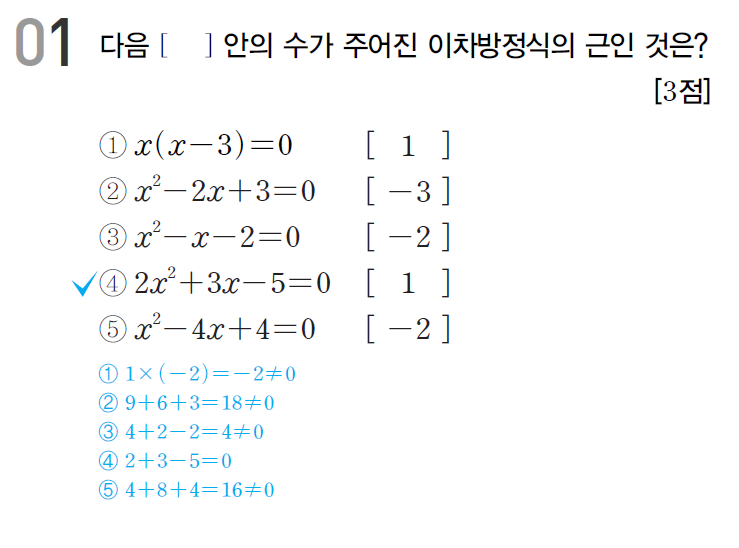 01 다음 [ ] 안의 수가 주어진 이차방정식의 근인 것은?
[3점]
① x(x-3)=0 [ 1 ]
② x²-2x+3=0 [ -3 ]
③ x²-x-2=0 [ -2 ]
④ 2x²+3x-5=0 [ 1 ]
⑤ x²-4x+4=0 [ -2 ]
① 1×(-2)=-2≠0
② 9+6+3=18≠0
③ 4+2-2=4≠0
④ 2+3-5=0
⑤ 4+8+4=16≠0